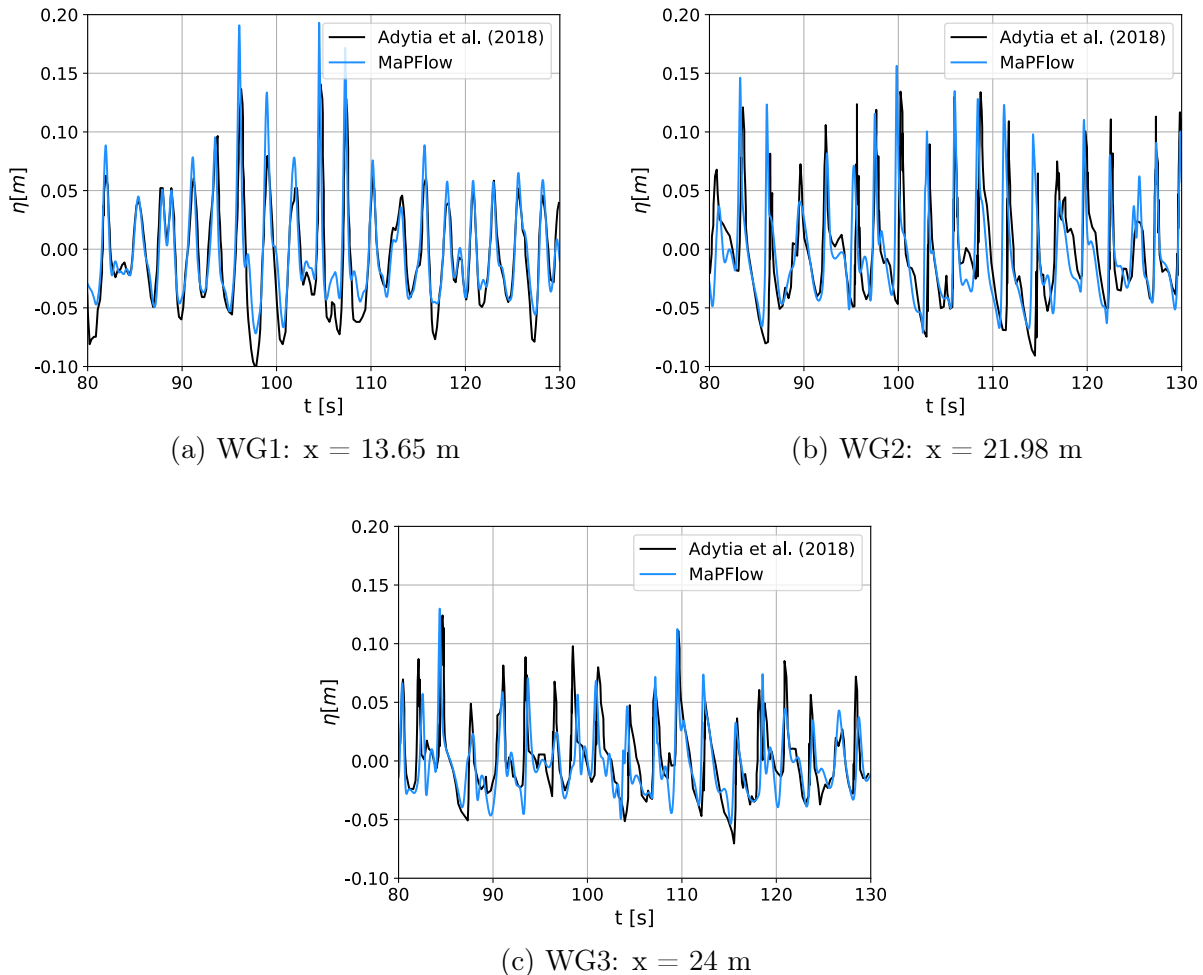 0.20
0.15
0.10
0.05
0.00
-0.05
-0.10
η[m]
80 90 100 110 120 130
t [s]
Adytia et al. (2018)
MaPFlow
(a) WG1: x = 13.65 m
0.20
0.15
0.10
0.05
0.00
-0.05
-0.10
η[m]
80 90 100 110 120 130
t [s]
Adytia et al. (2018)
MaPFlow
(b) WG2: x = 21.98 m
0.20
0.15
0.10
0.05
0.00
-0.05
-0.10
η[m]
80 90 100 110 120 130
t [s]
Adytia et al. (2018)
MaPFlow
(c) WG3: x = 24 m